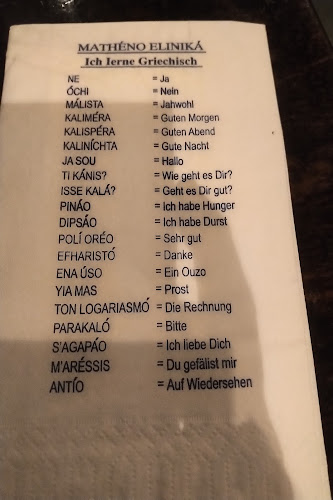 MATHÉNO ELINIKÁ
Ich lerne Griechisch
NE = Ja
ÓCHI = Nein
MÁLISTA = Jahwohl
KALIMÉRA = Guten Morgen
KALISPÉRA = Guten Abend
KALINÍCHTA = Gute Nacht
JA SOU = Hallo
TI KÁNIS? = Wie geht es Dir?
ISSE KALÁ? = Geht es Dir gut?
PINÁO = Ich habe Hunger
DIPSÁO = Ich habe Durst
POLÍ ORÉO = Sehr gut
EFHARISTÓ = Danke
ENA ÚSO = Ein Ouzo
YIA MAS = Prost
TON LOGARIASMÓ = Die Rechnung
PARAKALÓ = Bitte
S'AGAPÁO = Ich liebe Dich
M'ARÉSSIS = Du gefälist mir
ANTÍO = Auf Wiedersehen